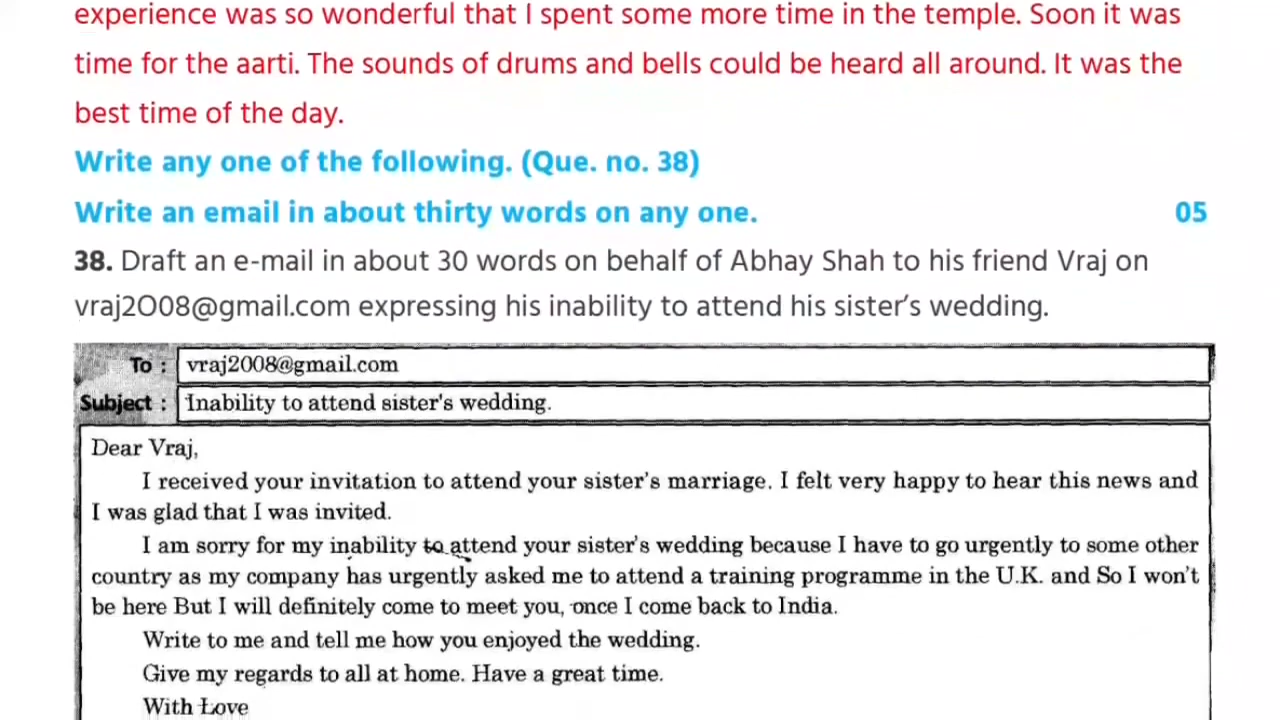 experience was so wonderful that I spent some more time in the temple. Soon it was
time for the aarti. The sounds of drums and bells could be heard all around. It was the
best time of the day.
Write any one of the following. (Que. no. 38)
Write an email in about thirty words on any one. 05
38. Draft an e-mail in about 30 words on behalf of Abhay Shah to his friend Vraj on
vraj2O08@gmail.com expressing his inability to attend his sister’s wedding.
To : vraj2008@gmail.com
Subject : Inability to attend sister's wedding.
Dear Vraj,
I received your invitation to attend your sister's marriage. I felt very happy to hear this news and
I was glad that I was invited.
I am sorry for my inability to attend your sister's wedding because I have to go urgently to some other
country as my company has urgently asked me to attend a training programme in the U.K. and So I won't
be here But I will definitely come to meet you, once I come back to India.
Write to me and tell me how you enjoyed the wedding.
Give my regards to all at home. Have a great time.
With Love